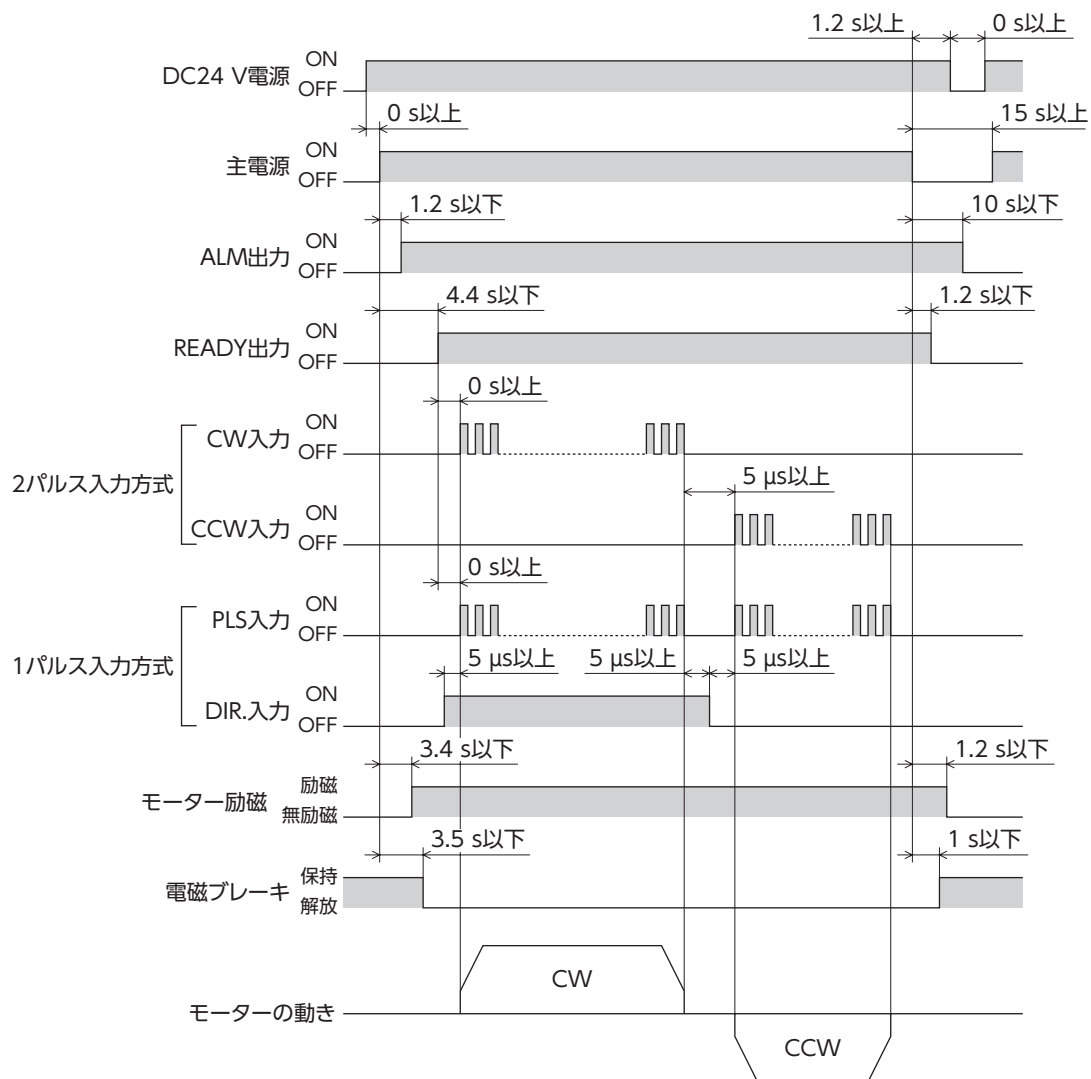 1.2 s以上 0 s以上
DC24 V電源 ON
OFF
0 s以上 15 s以上
主電源 ON
OFF
1.2 s以下 10 s以下
ALM出力 ON
OFF
4.4 s以下 1.2 s以下
READY出力 ON
OFF
0 s以上
2パルス入力方式
CW入力 ON
OFF
5 μs以上
CCW入力 ON
OFF
0 s以上
1パルス入力方式
PLS入力 ON
OFF
5 μs以上 5 μs以上 5 μs以上
DIR.入力 ON
OFF
3.4 s以下 1.2 s以下
モーター励磁 励磁
無励磁
3.5 s以下 1 s以下
電磁ブレーキ 保持
解放
CW
モーターの動き
CCW